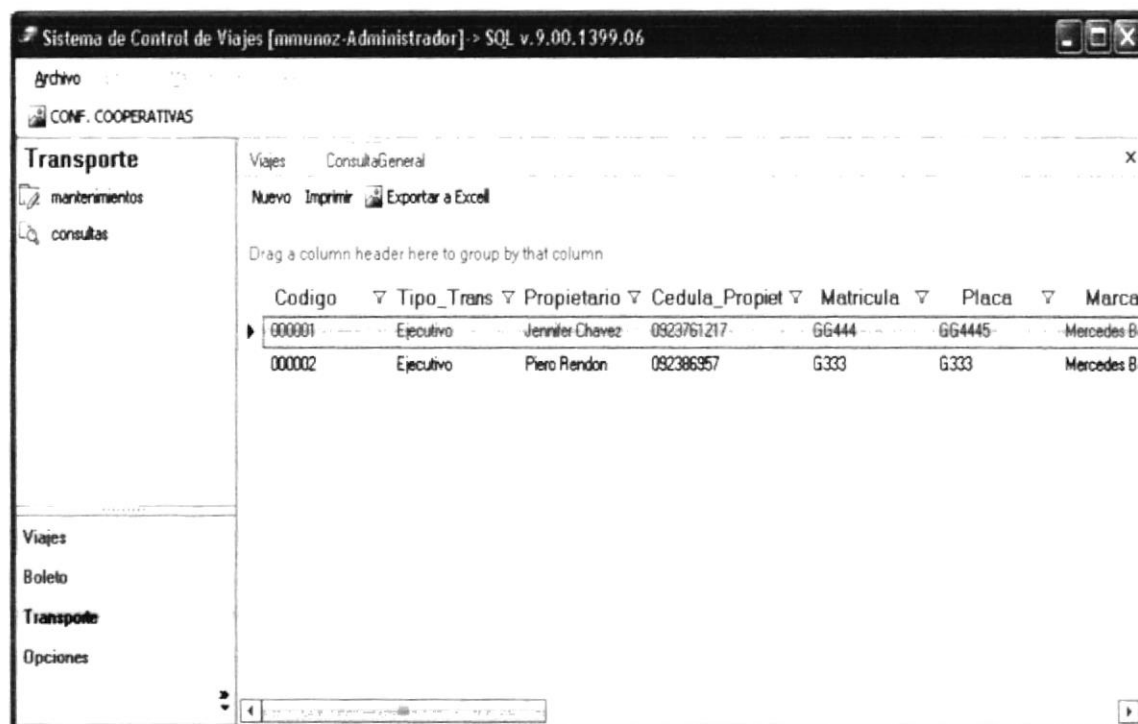 Sistema de Control de Viajes [mmunoz-Administrador]-> SQL v.9.00.1399.06
Archivo
CONF. COOPERATIVAS
Transporte
mantenimientos
consultas
Viajes ConsultaGeneral X
Nuevo Imprimir Exportar a Excell
Drag a column header here to group by that column
Codigo Tipo_Trans Propietario Cedula_Propiet Matricula Placa Marca
000001 Ejecutivo Jennifer Chavez 0923761217 GG444 GG4445 Mercedes B
000002 Ejecutivo Piero Rendon 092386957 G333 G333 Mercedes B
Viajes
Boleto
Transporte
Opciones